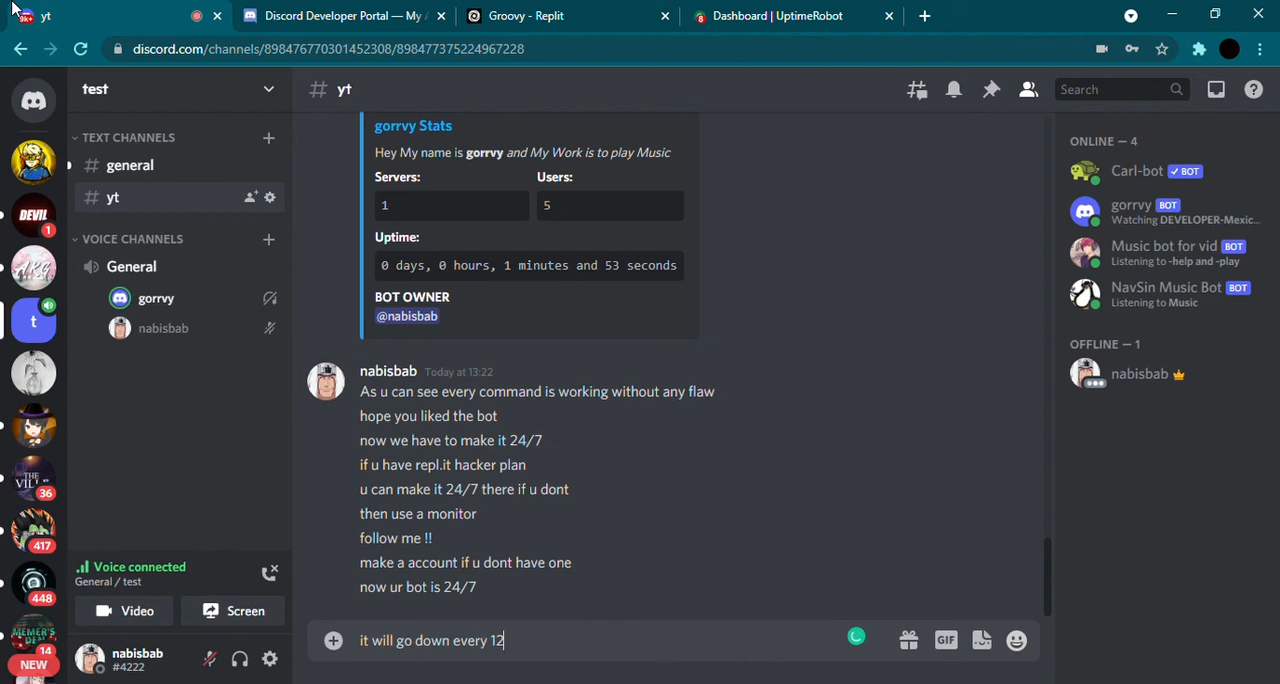 9k+ yt
Discord Developer Portal — My A
Groovy - Replit
8 Dashboard | UptimeRobot
discord.com/channels/898476770301452308/898477375224967228
test
# yt
Search
TEXT CHANNELS
# general
# yt
VOICE CHANNELS
General
gorrvy
nabisbab
DEVIL
1
t
THE
VILL
36
417
448
MEMER'S
14
NEW
Voice connected
General / test
Video
Screen
nabisbab
#4222
gorrvy Stats
Hey My name is gorrvy and My Work is to play Music
Servers: Users:
1 5
Uptime:
0 days, 0 hours, 1 minutes and 53 seconds
BOT OWNER
@nabisbab
nabisbab Today at 13:22
As u can see every command is working without any flaw
hope you liked the bot
now we have to make it 24/7
if u have repl.it hacker plan
u can make it 24/7 there if u dont
then use a monitor
follow me !!
make a account if u dont have one
now ur bot is 24/7
it will go down every 12
GIF
ONLINE — 4
Carl-bot ✓ BOT
gorrvy BOT
Watching DEVELOPER-Mexic...
Music bot for vid BOT
Listening to -help and -play
NavSin Music Bot BOT
Listening to Music
OFFLINE — 1
nabisbab